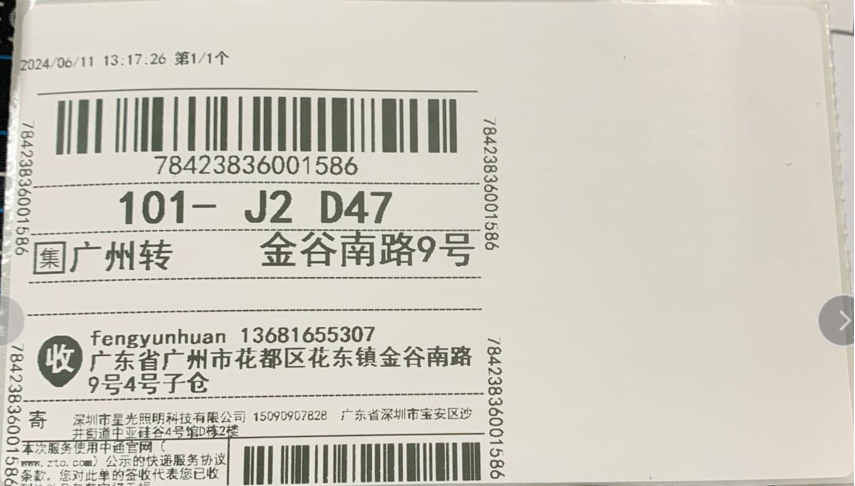 2024/06/11 13:17:26 第1/1个
78423836001586
78423836001586
78423836001586
101- J2 D47
集 广州转 金谷南路9号
收
fengyunhuan 13681655307
广东省广州市花都区花东镇金谷南路
9号4号子仓
78423836001586
78423836001586
寄
深圳市星光照明科技有限公司 15090907828 广东省深圳市宝安区沙
井街道中亚硅谷4号馆D栋2楼
本次服务使用中通官网(
www.zto.com)公示的快递服务协议
条款。您对此单的签收代表您已收